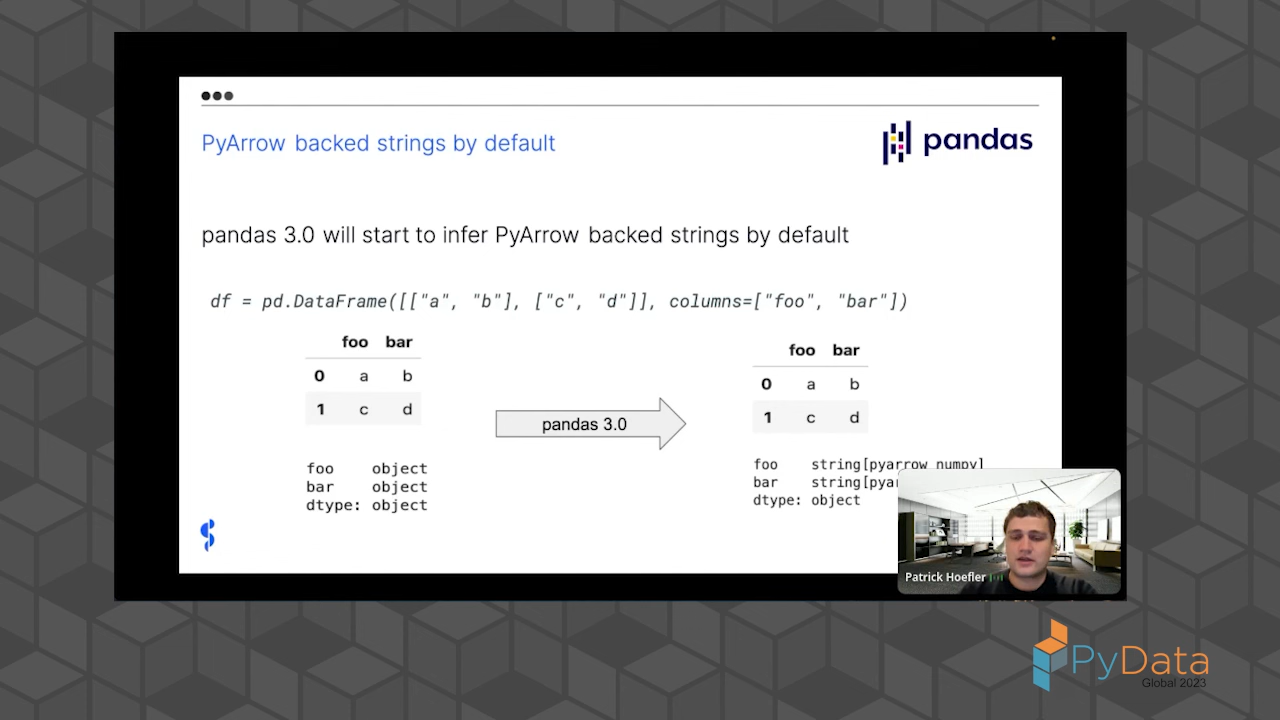 PyArrow backed strings by default
pandas
pandas 3.0 will start to infer PyArrow backed strings by default
df = pd.DataFrame([["a", "b"], ["c", "d"]], columns=["foo", "bar"])
foo bar
0 a b
1 c d
foo object
bar object
dtype: object
pandas 3.0
foo bar
0 a b
1 c d
foo string[pyarrow_numpy]
bar string[pya
dtype: object
Patrick Hoefler
PyData
Global 2023